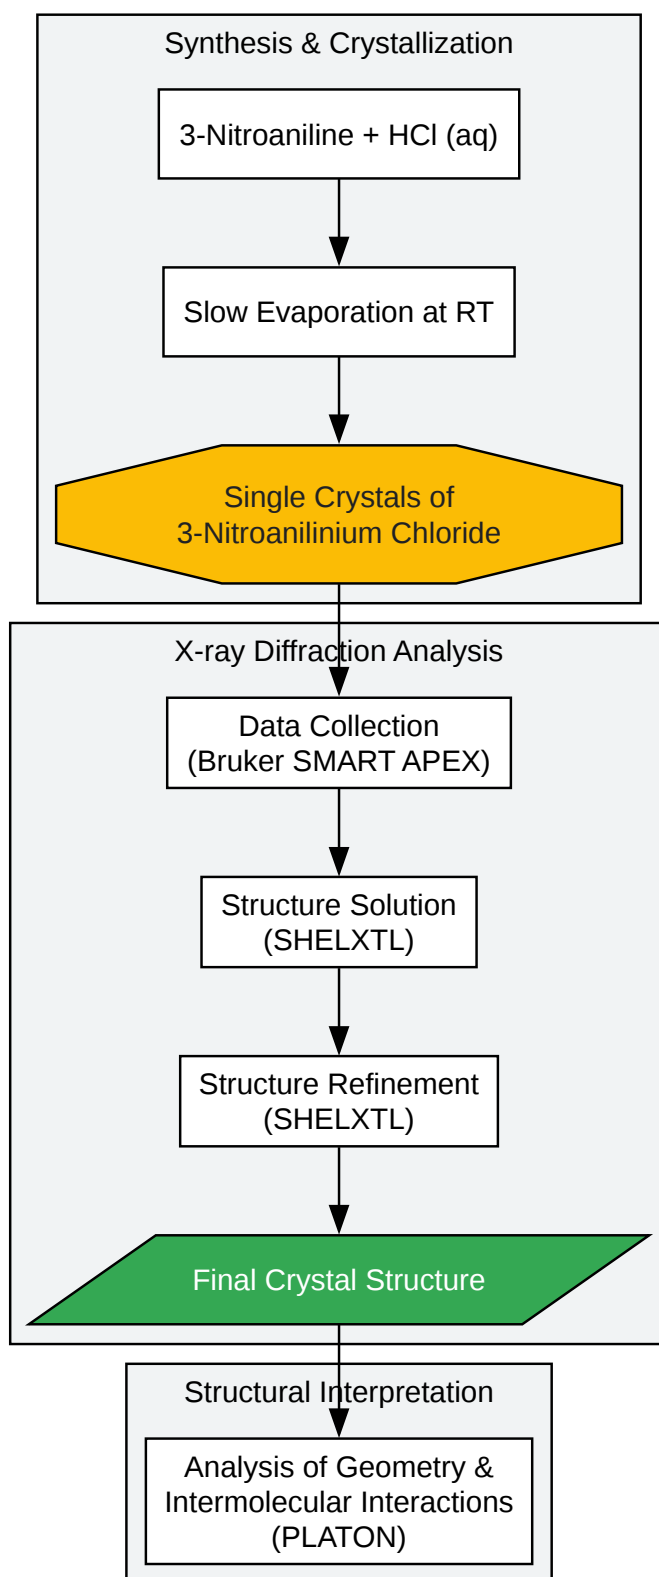 Synthesis & Crystallization
3-Nitroaniline + HCl (aq)
Slow Evaporation at RT
Single Crystals of
3-Nitroanilinium Chloride
X-ray Diffraction Analysis
Data Collection
(Bruker SMART APEX)
Structure Solution
(SHELXTL)
Structure Refinement
(SHELXTL)
Final Crystal Structure
Structural Interpretation
Analysis of Geometry &
Intermolecular Interactions
(PLATON)